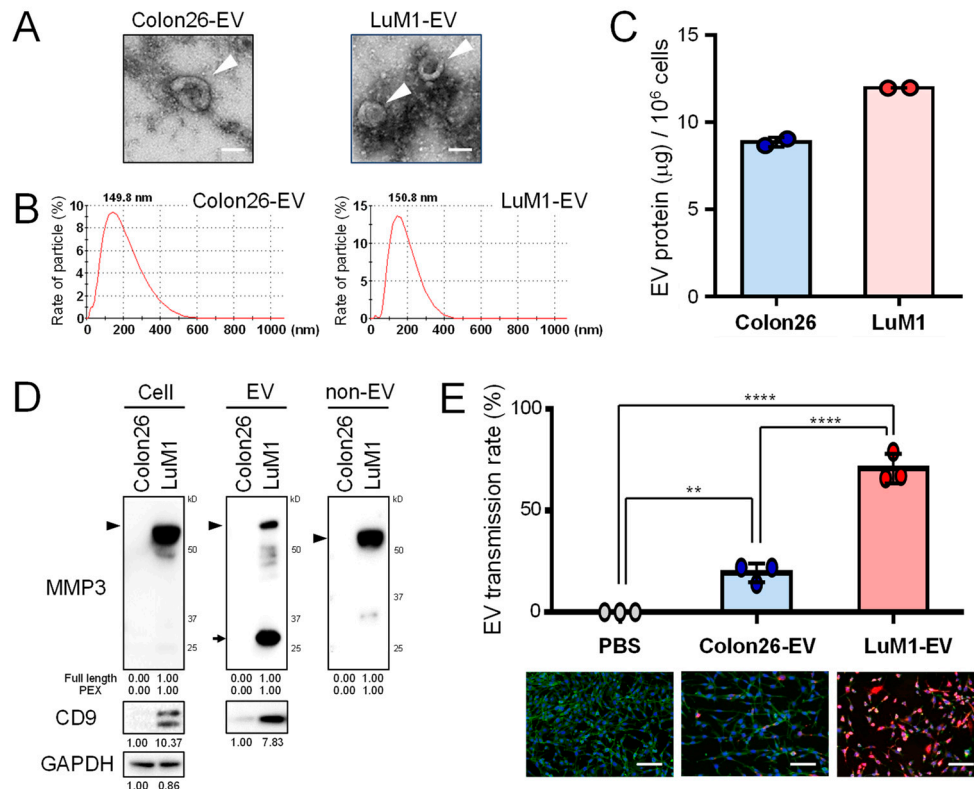 A
Colon26-EV
LuM1-EV
B
149.8 nm
Colon26-EV
Rate of particle (%)
10
8
6
4
2
0
0 200 400 600 800 1000 (nm)
150.8 nm
LuM1-EV
Rate of particle (%)
15
10
5
0
0 200 400 600 800 1000 (nm)
C
EV protein (μg) / 10⁶ cells
15
10
5
0
Colon26 LuM1
D
Cell EV non-EV
Colon26 LuM1 Colon26 LuM1 Colon26 LuM1
kD kD kD
50 50 50
MMP3
37 37 37
25 25 25
Full length 0.00 1.00 0.00 1.00 0.00 1.00
PEX 0.00 1.00 0.00 1.00 0.00 1.00
CD9
1.00 10.37 1.00 7.83
GAPDH
1.00 0.86
E
EV transmission rate (%)
100
50
0
****
****
**
PBS Colon26-EV LuM1-EV